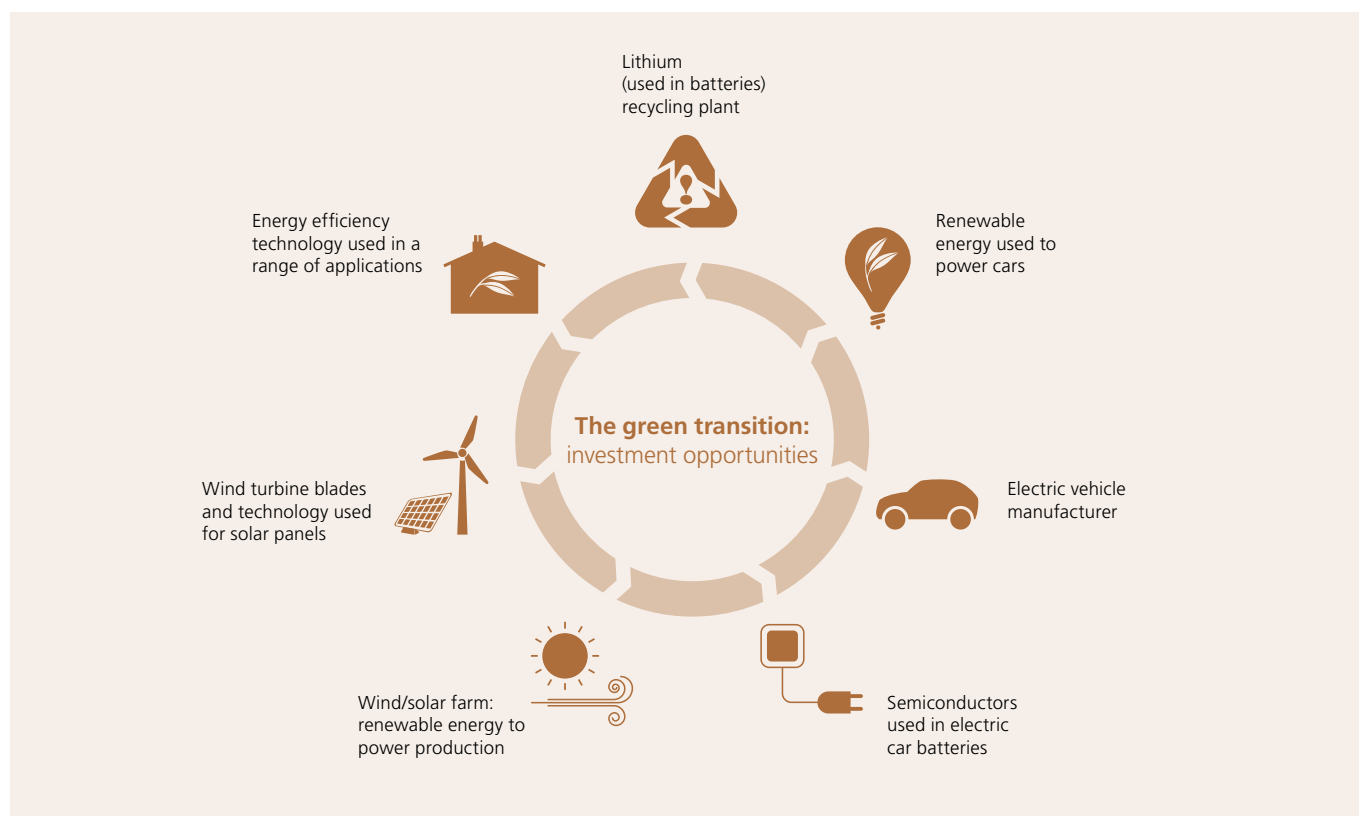 Lithium
(used in batteries)
recycling plant
Energy efficiency
technology used in a
range of applications
Renewable
energy used to
power cars
The green transition:
investment opportunities
Wind turbine blades
and technology used
for solar panels
Electric vehicle
manufacturer
Wind/solar farm:
renewable energy to
power production
Semiconductors
used in electric
car batteries